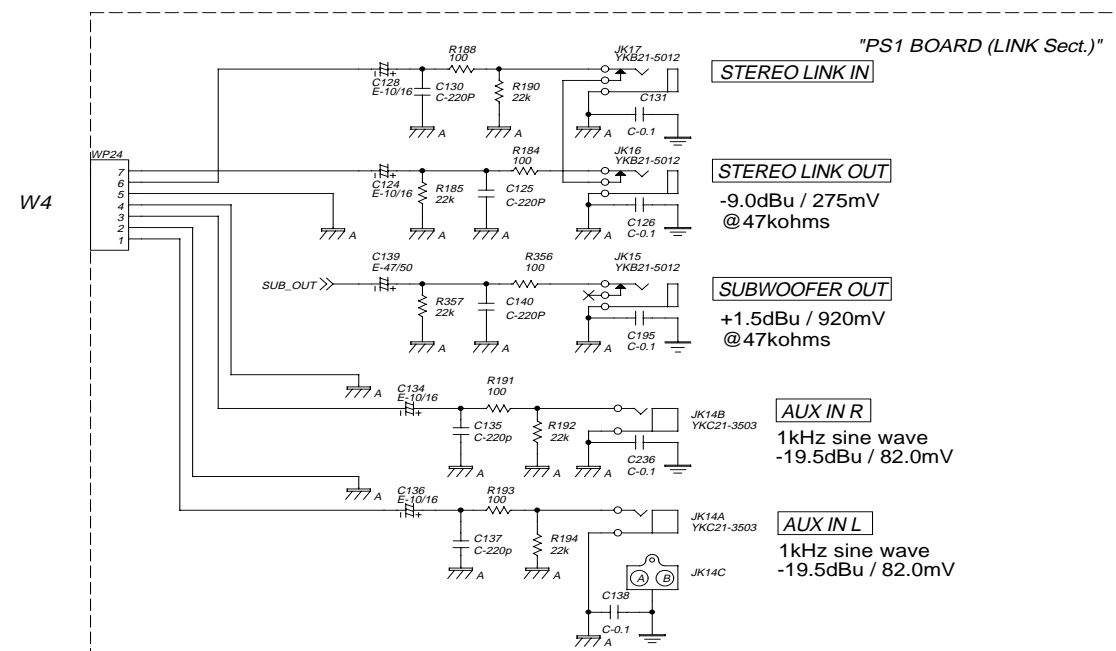 "PS1 BOARD (LINK Sect.)"
R188
100
JK17
YKB21-5012
STEREO LINK IN
C128
E-10/16
C130
C-220P
R190
22k
C131
C-0.1
A
A
A
WP24
7
6
5
4
3
2
1
W4
R184
100
JK16
YKB21-5012
STEREO LINK OUT
-9.0dBu / 275mV
@47kohms
C124
E-10/16
R185
22k
C125
C-220P
C126
C-0.1
A
A
A
A
C139
E-47/50
R356
100
JK15
YKB21-5012
SUB_OUT
SUBWOOFER OUT
+1.5dBu / 920mV
@47kohms
R357
22k
C140
C-220P
C195
C-0.1
A
A
A
A
C134
E-10/16
R191
100
JK14B
YKC21-3503
AUX IN R
1kHz sine wave
-19.5dBu / 82.0mV
C135
C-220p
R192
22k
C236
C-0.1
A
A
A
A
C136
E-10/16
R193
100
JK14A
YKC21-3503
AUX IN L
1kHz sine wave
-19.5dBu / 82.0mV
C137
C-220p
R194
22k
A
A
A
B
JK14C
C138
C-0.1
A